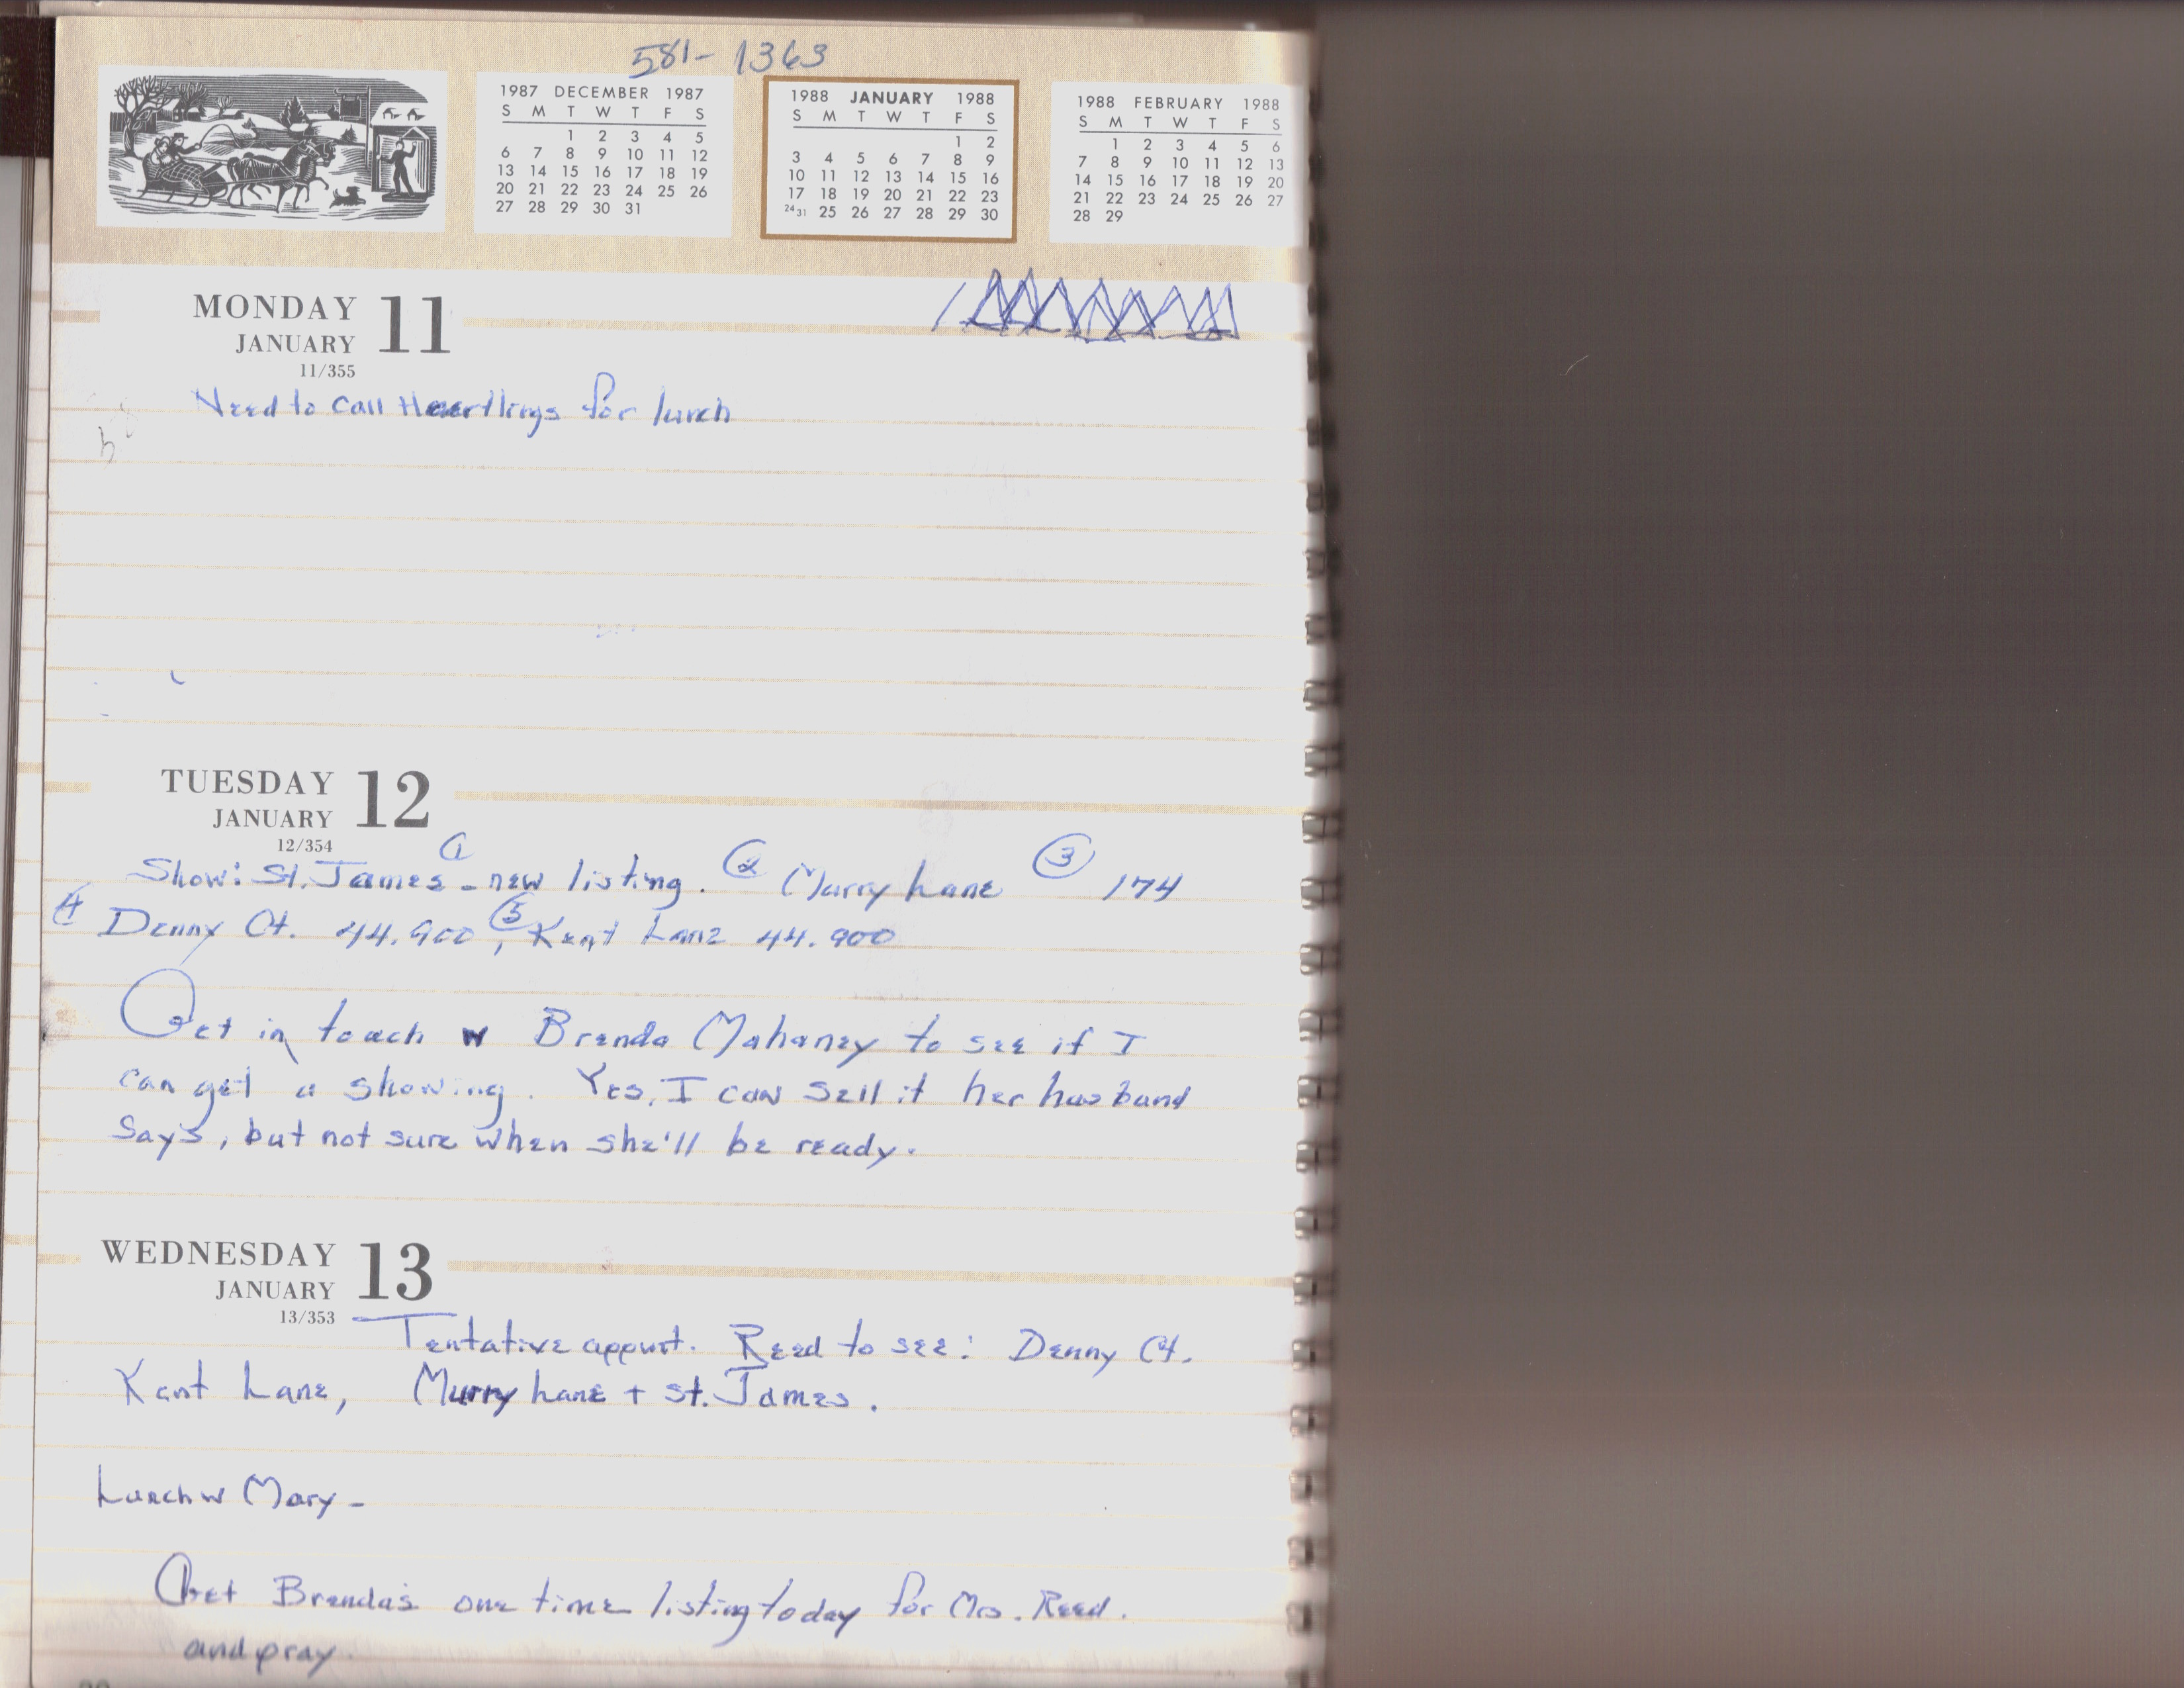 581-1363
1987 DECEMBER 1987
S M T W T F S
1 2 3 4 5
6 7 8 9 10 11 12
13 14 15 16 17 18 19
20 21 22 23 24 25 26
27 28 29 30 31
1988 JANUARY 1988
S M T W T F S
1 2
3 4 5 6 7 8 9
10 11 12 13 14 15 16
17 18 19 20 21 22 23
24 31 25 26 27 28 29 30
1988 FEBRUARY 1988
S M T W T F S
1 2 3 4 5 6
7 8 9 10 11 12 13
14 15 16 17 18 19 20
21 22 23 24 25 26 27
28 29
MONDAY 11
JANUARY
11/355
Need to call for lunch
TUESDAY 12
JANUARY
12/354
1 2 3
Show: St. James - new listing. Murry Lane 174
4 Denny Ct. 44.900, 5 Kent Lane 44.900
Get in touch w Brenda Mahaney to see if I
can get a showing. Yes, I can sell it her husband
says, but not sure when she'll be ready.
WEDNESDAY 13
JANUARY
13/353
Tentative appmt. Reed to see: Denny Ct.
Kent Lane, Murry Lane + St. James.
Lunch w Mary -
Get Brenda's one time listing today for Mrs. Reed.
and pray.